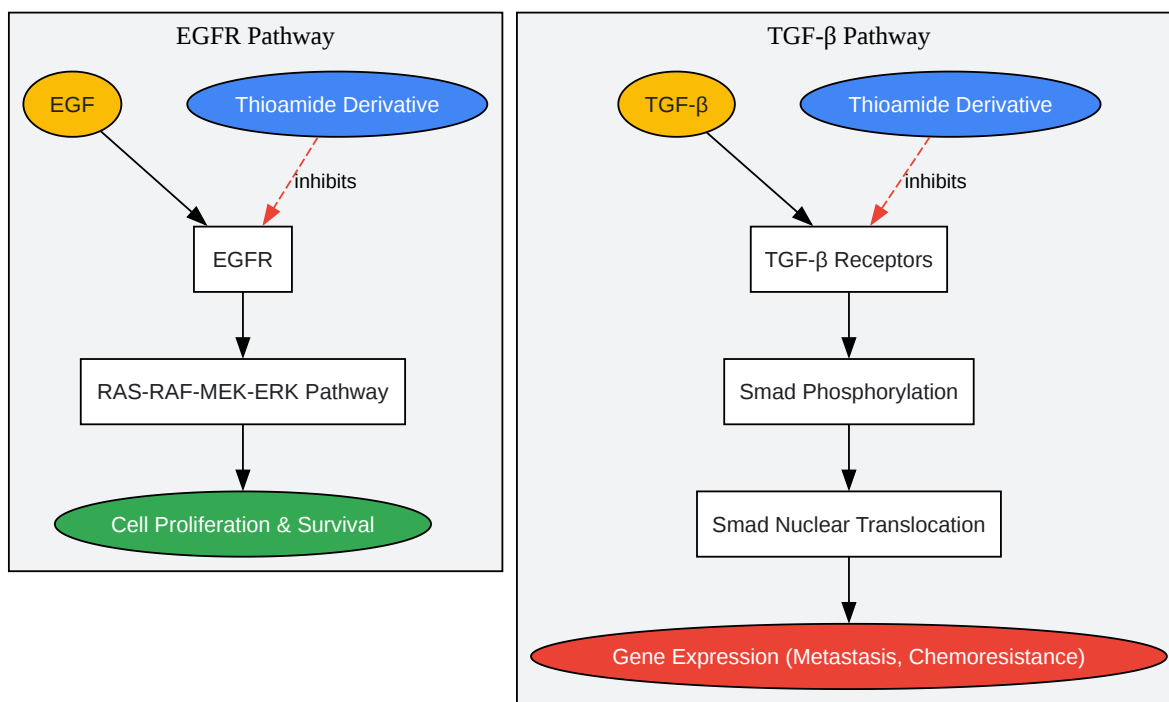 EGFR Pathway
EGF
Thioamide Derivative
inhibits
EGFR
RAS-RAF-MEK-ERK Pathway
Cell Proliferation & Survival
TGF-β Pathway
TGF-β
Thioamide Derivative
inhibits
TGF-β Receptors
Smad Phosphorylation
Smad Nuclear Translocation
Gene Expression (Metastasis, Chemoresistance)